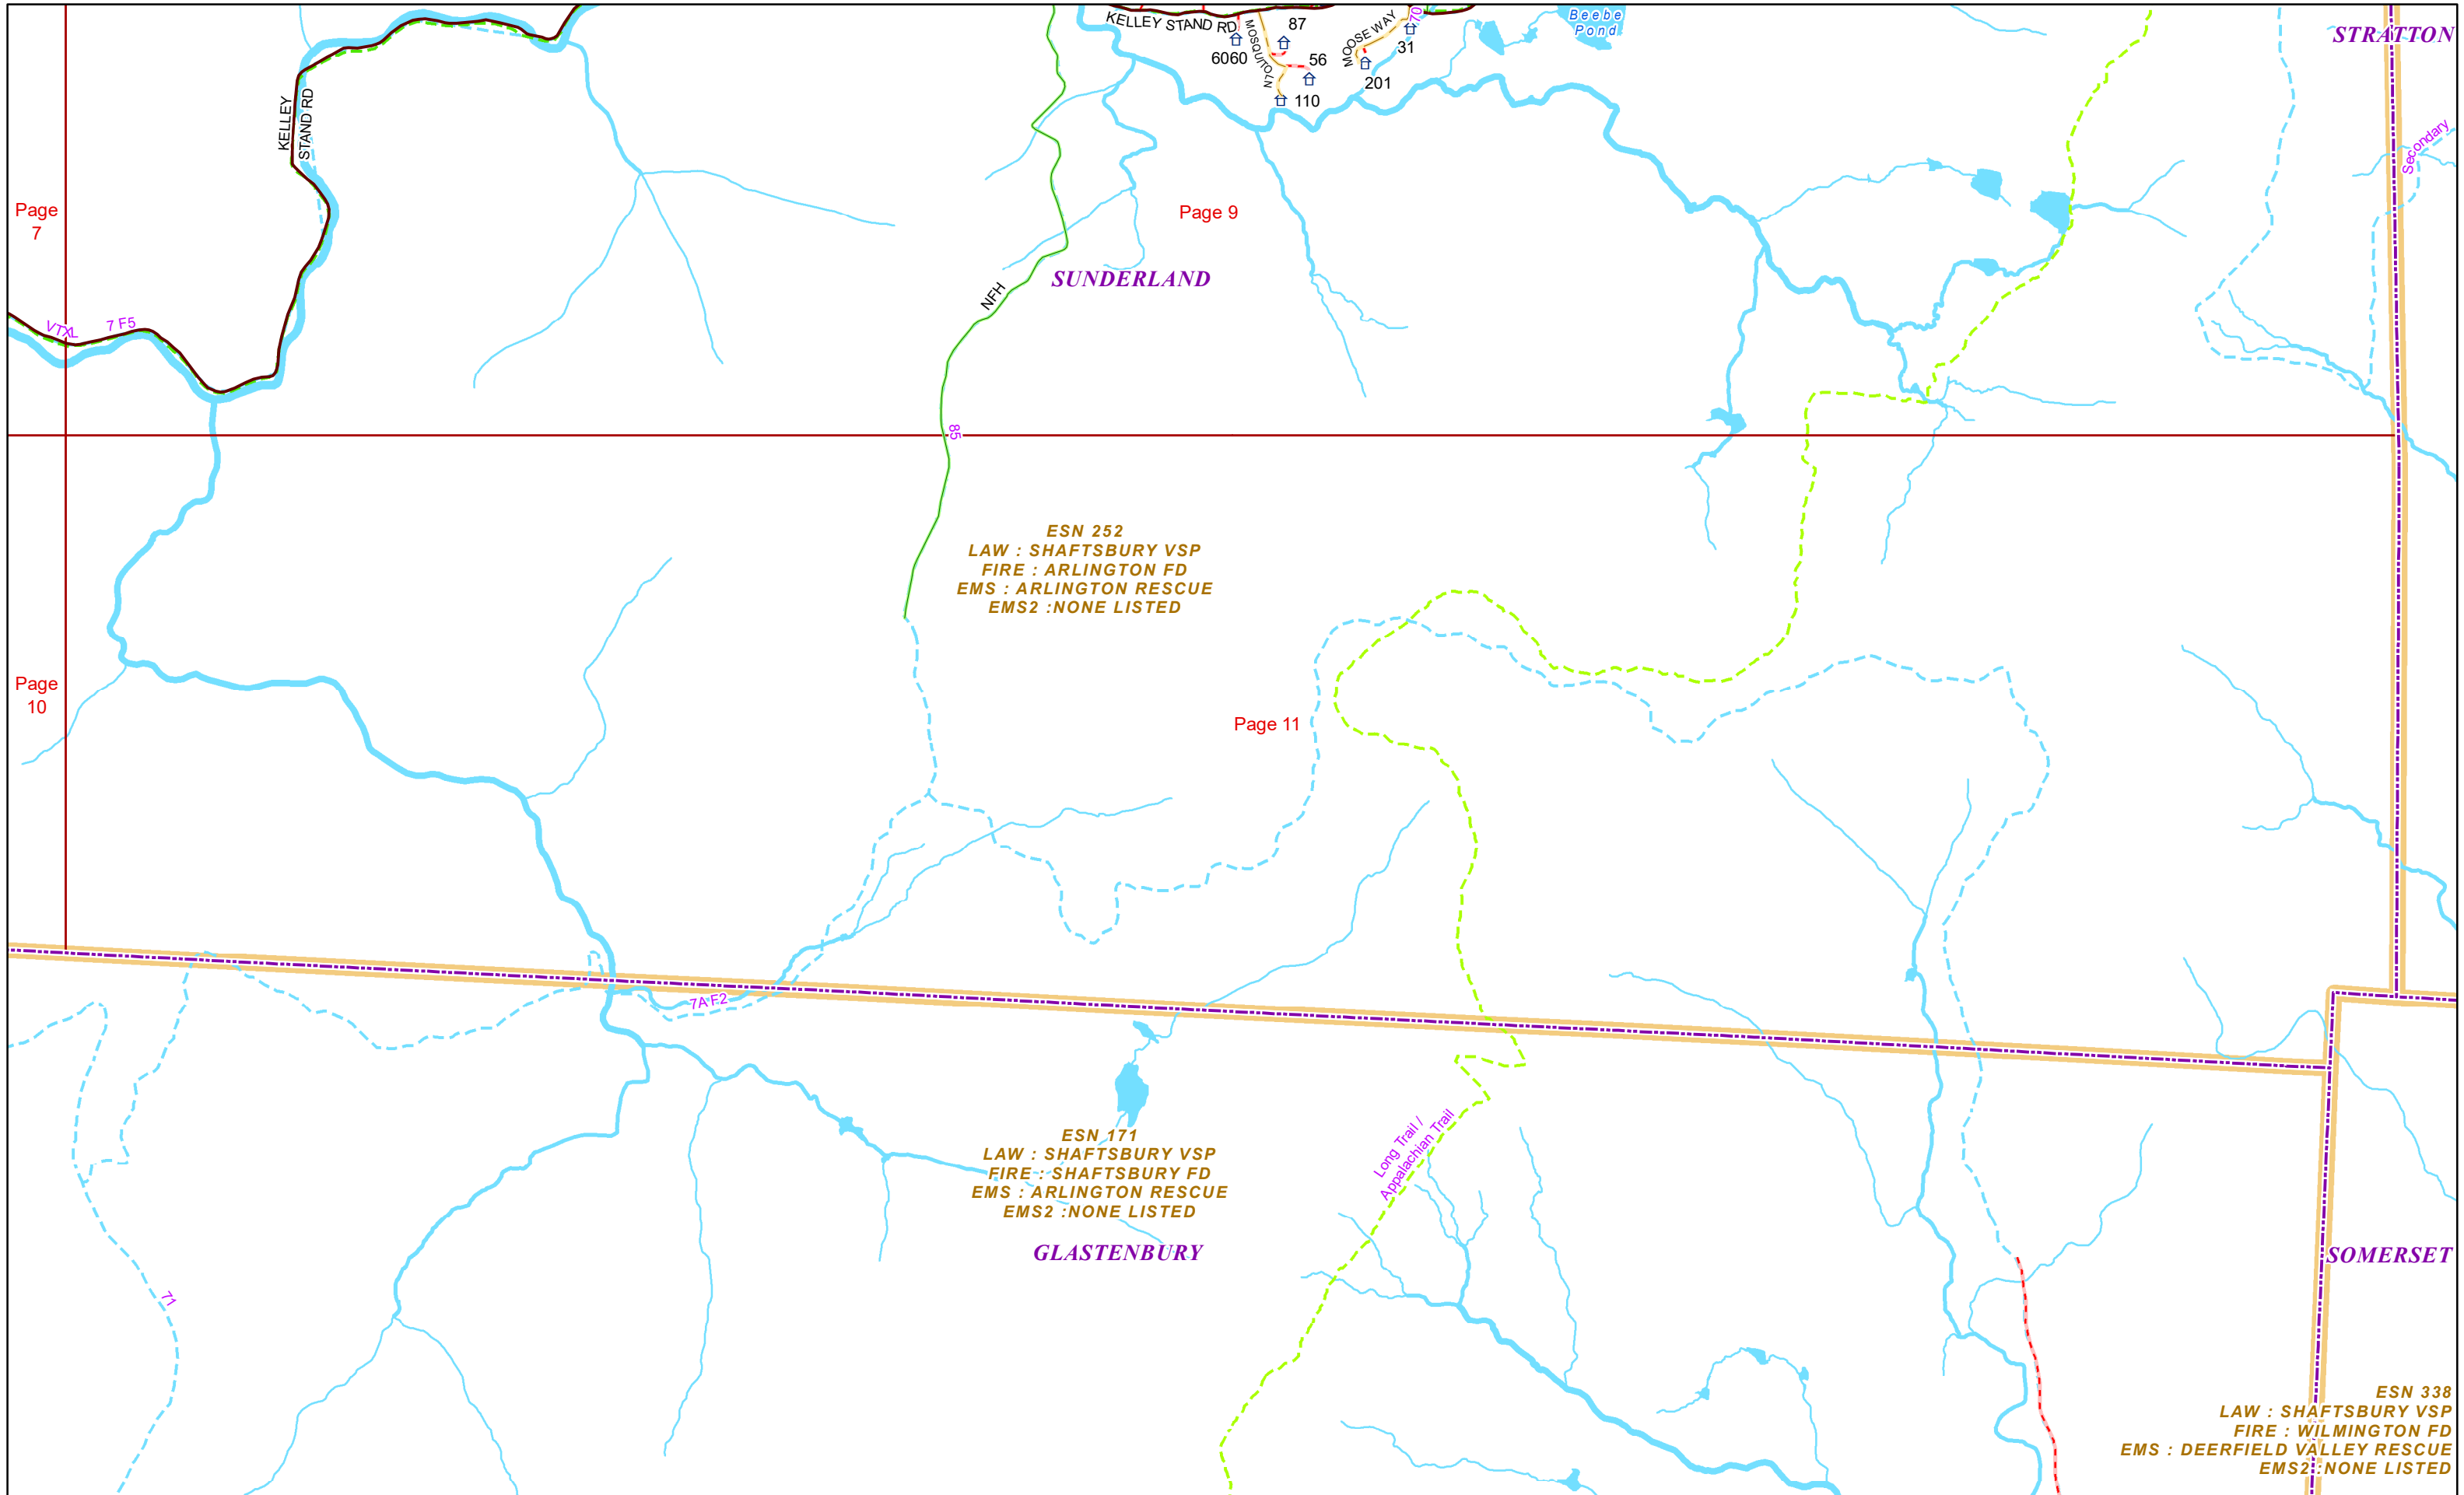 KELLEY STAND RD
MOSQUITO LN
87
6060
56
110
MOOSE WAY
70
31
201
Beebe
Pond
STRATTON
Secondary
KELLEY
STAND RD
Page
7
Page 9
SUNDERLAND
NFH
VTXL
7 F5
85
ESN 252
LAW : SHAFTSBURY VSP
FIRE : ARLINGTON FD
EMS : ARLINGTON RESCUE
EMS2 :NONE LISTED
Page
10
Page 11
7A F2
ESN 171
LAW : SHAFTSBURY VSP
FIRE : SHAFTSBURY FD
EMS : ARLINGTON RESCUE
EMS2 :NONE LISTED
GLASTENBURY
Long Trail /
Appalachian Trail
SOMERSET
71
ESN 338
LAW : SHAFTSBURY VSP
FIRE : WILMINGTON FD
EMS : DEERFIELD VALLEY RESCUE
EMS2 :NONE LISTED